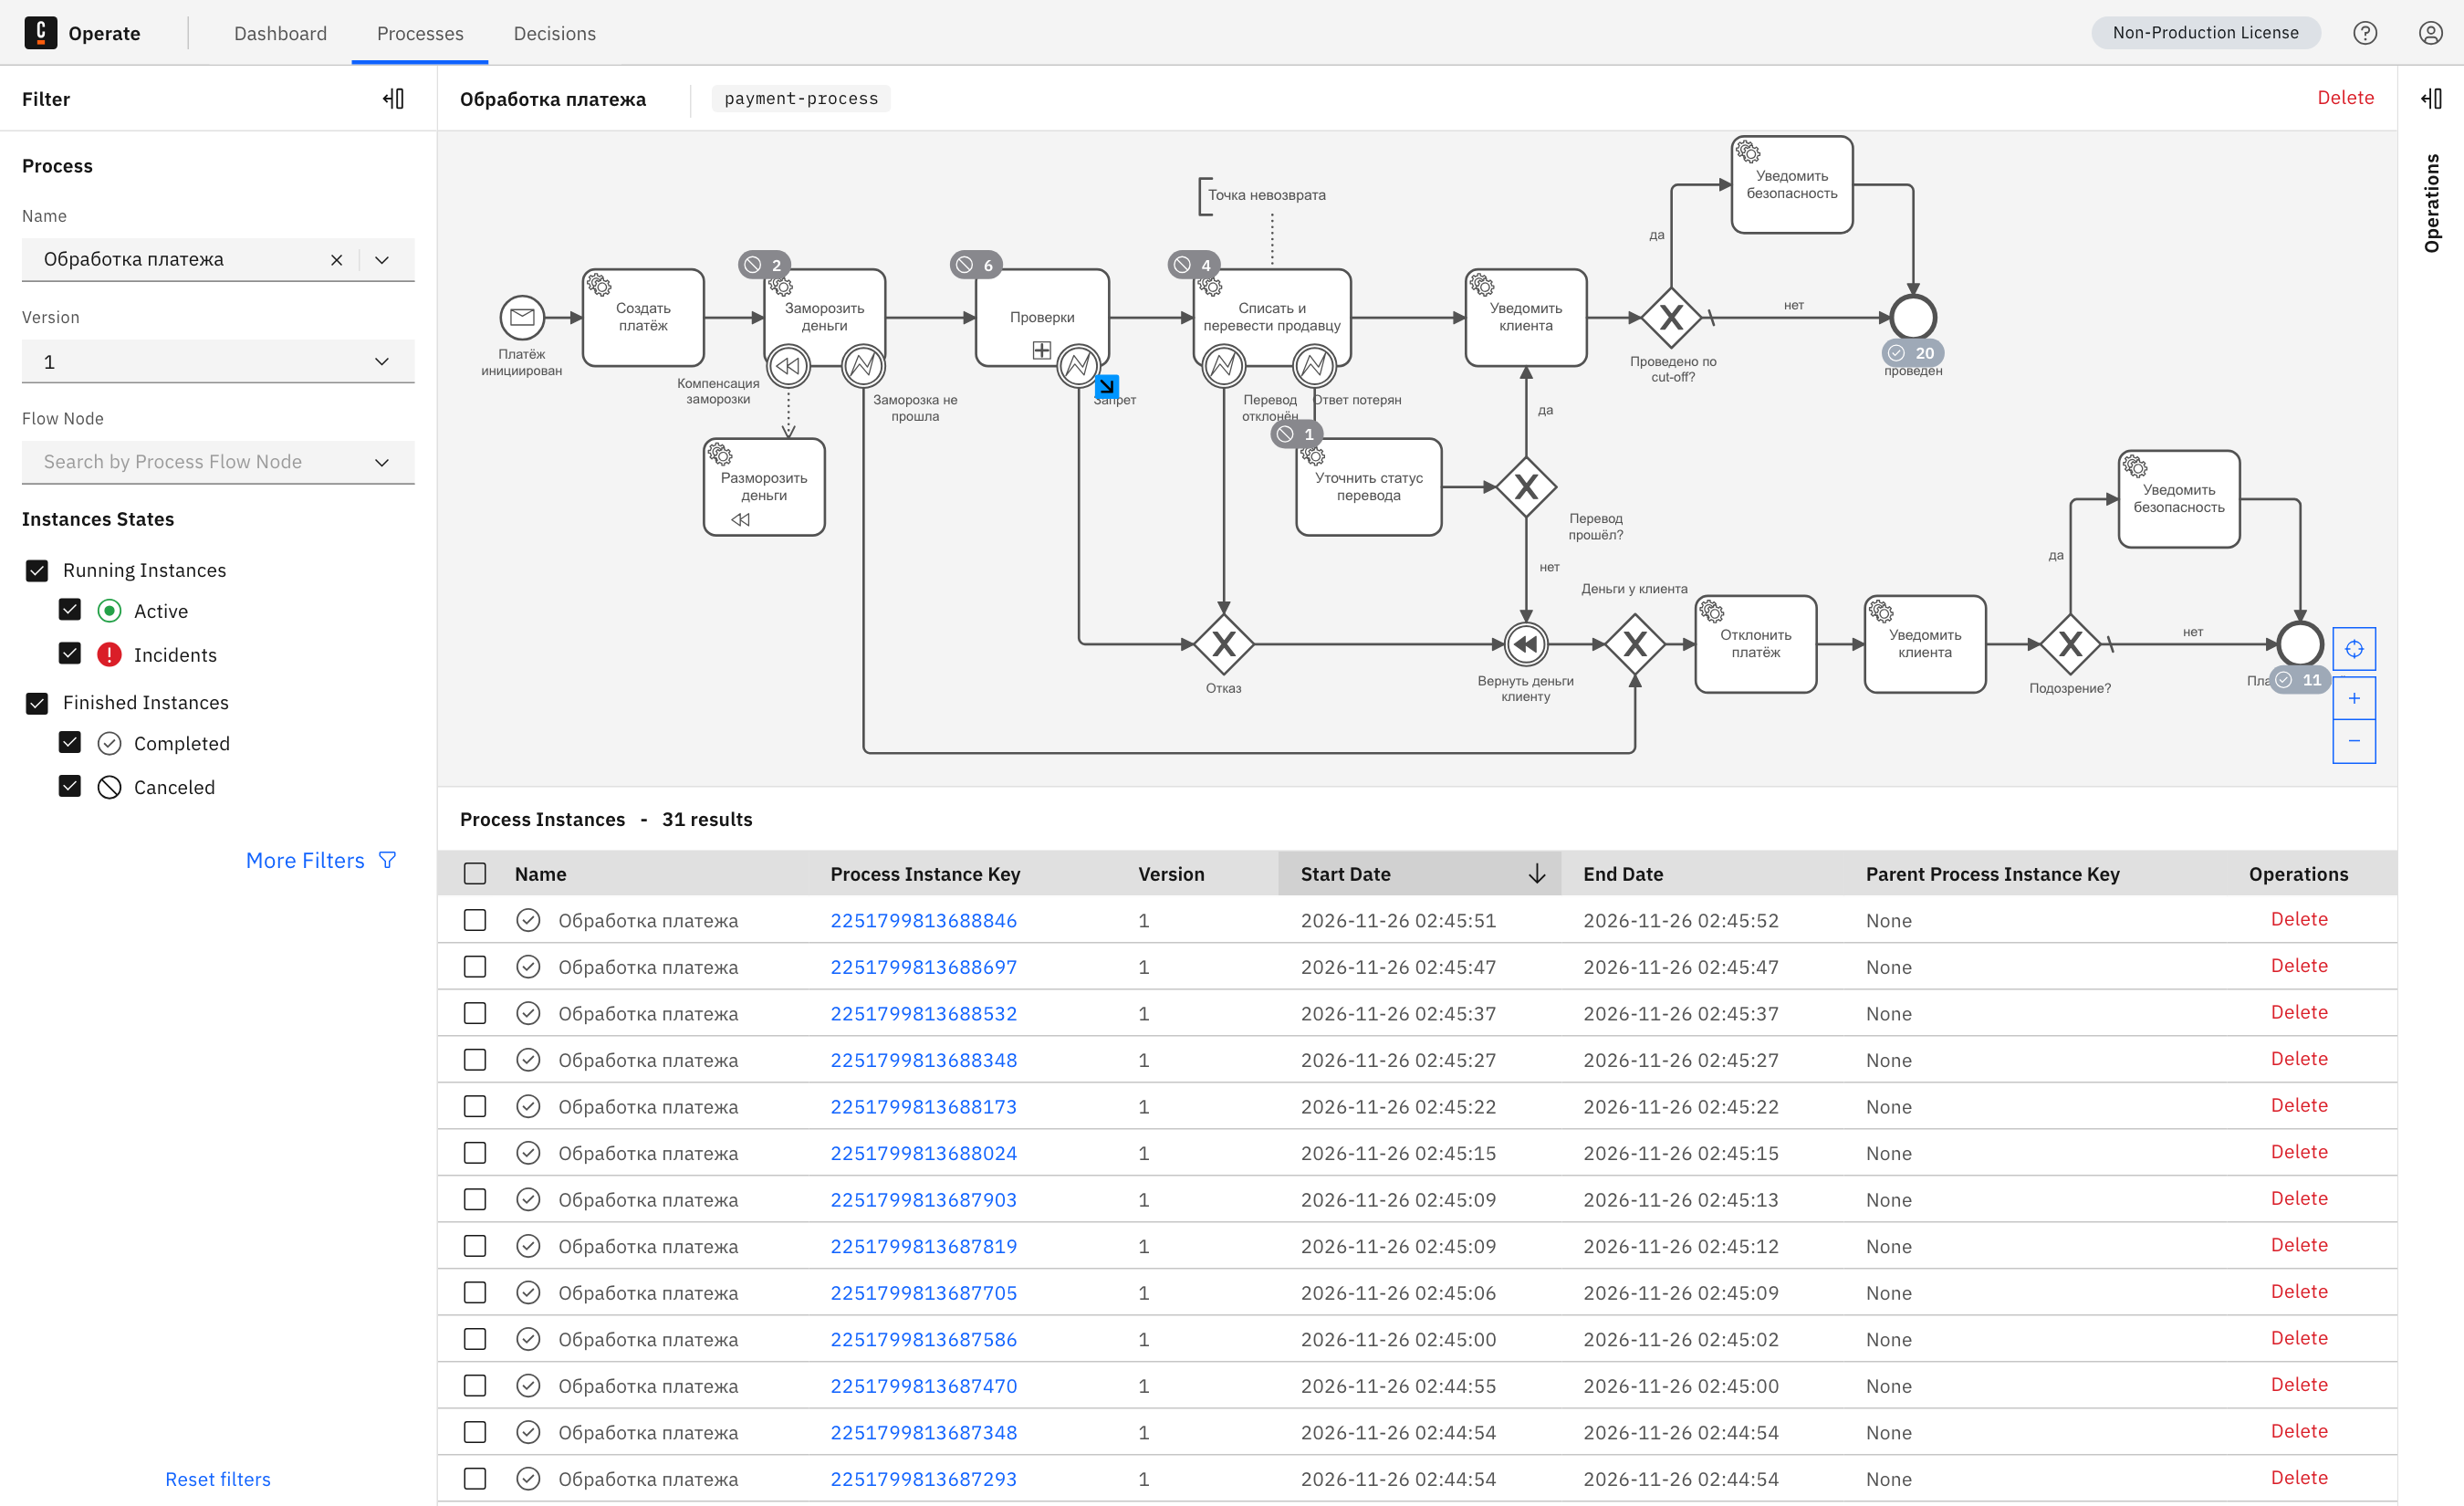 Operate
Dashboard
Processes
Decisions
Non-Production License
Filter
Process
Name
Обработка платежа
Version
1
Flow Node
Search by Process Flow Node
Instances States
Running Instances
Active
Incidents
Finished Instances
Completed
Canceled
More Filters
Reset filters
Обработка платежа
payment-process
Delete
Operations
Точка невозврата
Платёж
инициирован
Создать
платёж
2
Заморозить
деньги
Компенсация
заморозки
Заморозка не
прошла
Разморозить
деньги
6
Проверки
Запрет
4
Списать и
перевести продавцу
Перевод
отклонён
Ответ потерян
1
Уточнить статус
перевода
Уведомить
клиента
да
Перевод
прошёл?
нет
Проведено по
cut-off?
да
нет
Уведомить
безопасность
20
проведён
Отказ
Вернуть деньги
клиенту
Деньги у клиента
Отклонить
платёж
Уведомить
клиента
Подозрение?
да
нет
Уведомить
безопасность
11
Process Instances - 31 results
Name Process Instance Key Version Start Date End Date Parent Process Instance Key Operations
Обработка платежа 2251799813688846 1 2026-11-26 02:45:51 2026-11-26 02:45:52 None Delete
Обработка платежа 2251799813688697 1 2026-11-26 02:45:47 2026-11-26 02:45:47 None Delete
Обработка платежа 2251799813688532 1 2026-11-26 02:45:37 2026-11-26 02:45:37 None Delete
Обработка платежа 2251799813688348 1 2026-11-26 02:45:27 2026-11-26 02:45:27 None Delete
Обработка платежа 2251799813688173 1 2026-11-26 02:45:22 2026-11-26 02:45:22 None Delete
Обработка платежа 2251799813688024 1 2026-11-26 02:45:15 2026-11-26 02:45:15 None Delete
Обработка платежа 2251799813687903 1 2026-11-26 02:45:09 2026-11-26 02:45:13 None Delete
Обработка платежа 2251799813687819 1 2026-11-26 02:45:09 2026-11-26 02:45:12 None Delete
Обработка платежа 2251799813687705 1 2026-11-26 02:45:06 2026-11-26 02:45:09 None Delete
Обработка платежа 2251799813687586 1 2026-11-26 02:45:00 2026-11-26 02:45:02 None Delete
Обработка платежа 2251799813687470 1 2026-11-26 02:44:55 2026-11-26 02:45:00 None Delete
Обработка платежа 2251799813687348 1 2026-11-26 02:44:54 2026-11-26 02:44:54 None Delete
Обработка платежа 2251799813687293 1 2026-11-26 02:44:54 2026-11-26 02:44:54 None Delete